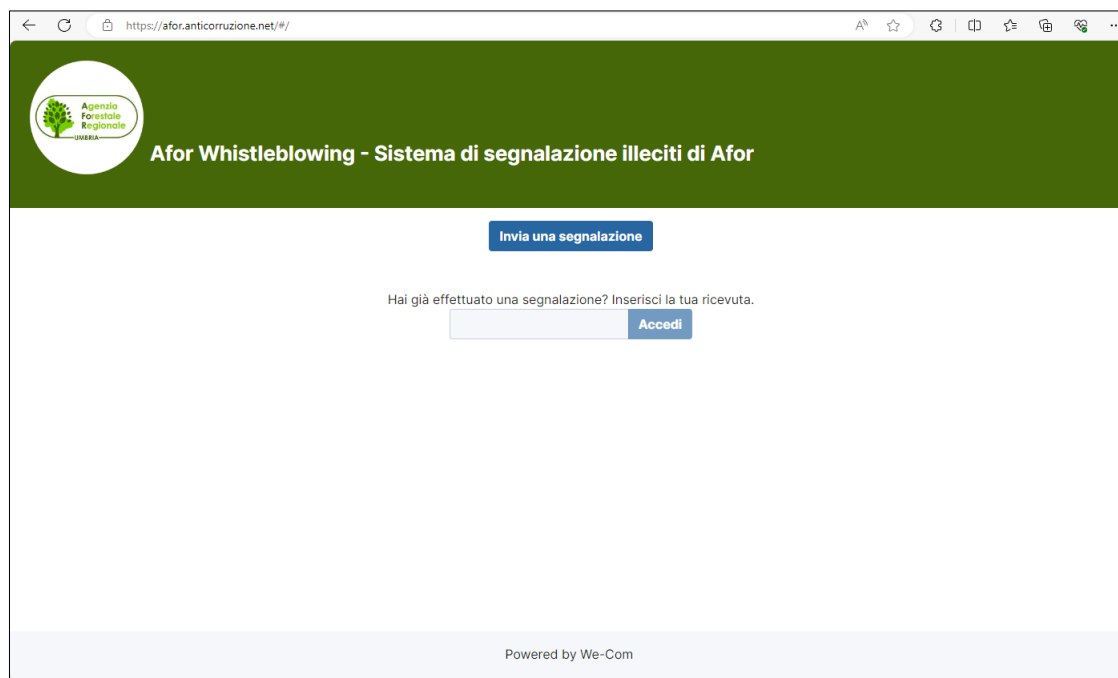 https://afor.anticorruzione.net/#/
Agenzia
Forestale
Regionale
UMBRIA
Afor Whistleblowing - Sistema di segnalazione illeciti di Afor
Invia una segnalazione
Hai già effettuato una segnalazione? Inserisci la tua ricevuta.
Accedi
Powered by We-Com